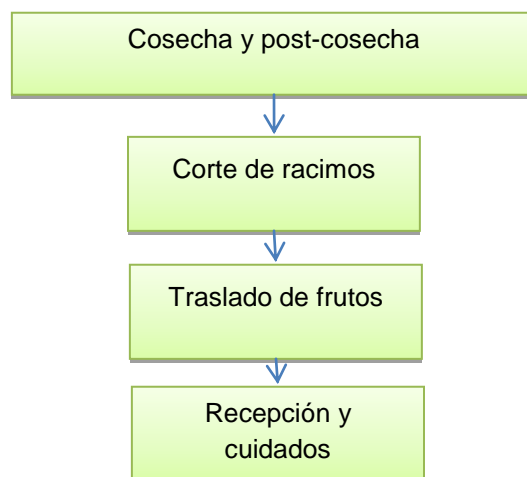 Cosecha y post-cosecha
Corte de racimos
Traslado de frutos
Recepción y
cuidados